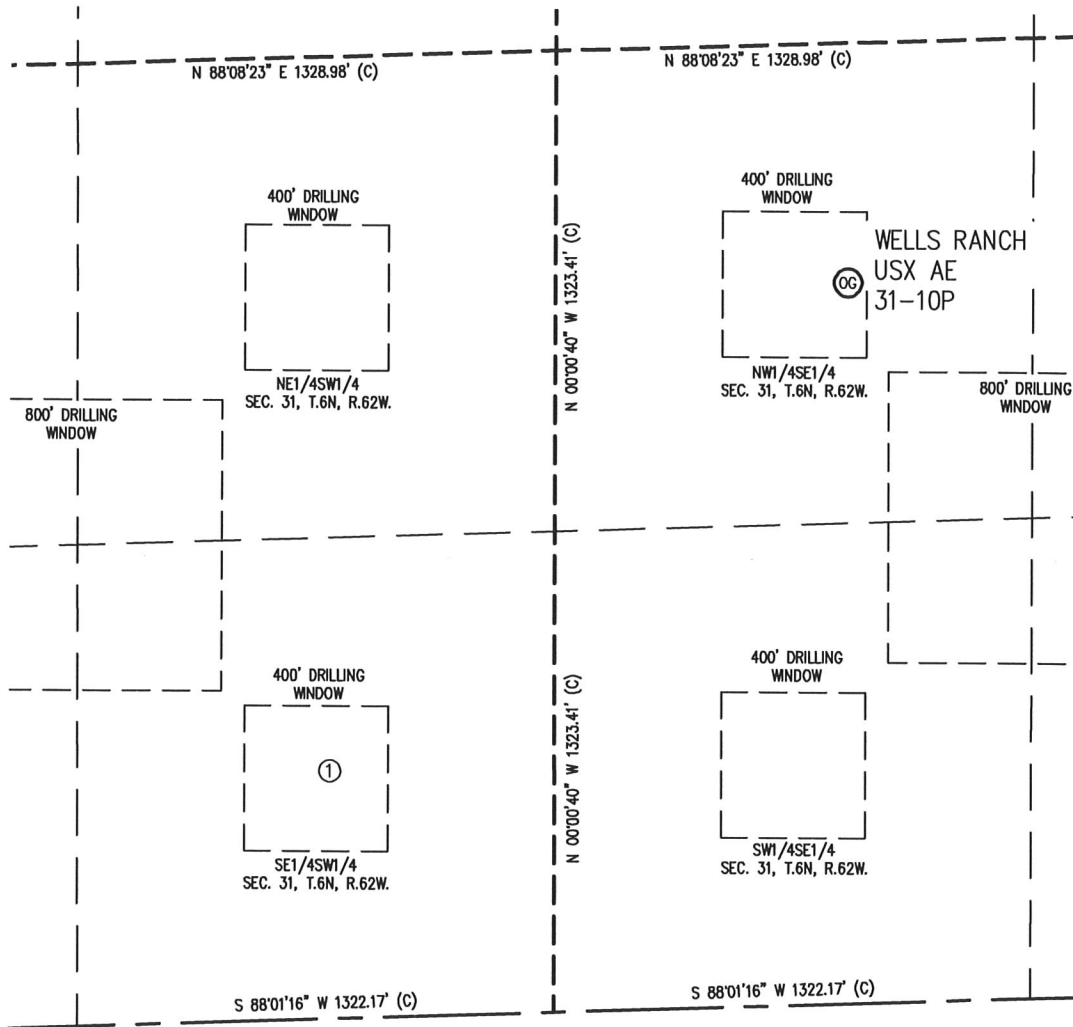 N 88°08'23" E 1328.98' (C)
N 88°08'23" E 1328.98' (C)
400' DRILLING
WINDOW
400' DRILLING
WINDOW
N 00°00'40" W 1323.41' (C)
WELLS RANCH
USX AE
31-10P
OG
NE1/4SW1/4
SEC. 31, T.6N, R.62W.
NW1/4SE1/4
SEC. 31, T.6N, R.62W.
800' DRILLING
WINDOW
800' DRILLING
WINDOW
400' DRILLING
WINDOW
400' DRILLING
WINDOW
N 00°00'40" W 1323.41' (C)
1
SE1/4SW1/4
SEC. 31, T.6N, R.62W.
SW1/4SE1/4
SEC. 31, T.6N, R.62W.
S 88°01'16" W 1322.17' (C)
S 88°01'16" W 1322.17' (C)